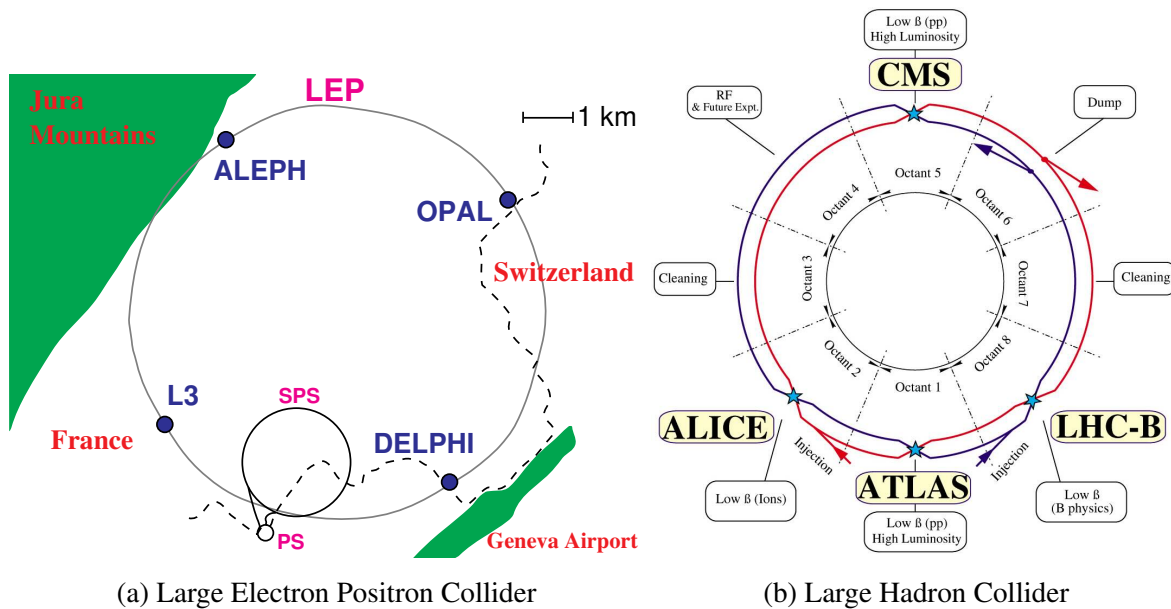 Jura
Mountains
LEP
1 km
ALEPH
OPAL
Switzerland
L3
SPS
France
DELPHI
PS
Geneva Airport
(a) Large Electron Positron Collider
Low ß (pp)
High Luminosity
CMS
RF
& Future Expt.
Dump
Octant 5
Octant 4
Octant 6
Cleaning
Octant 3
Octant 7
Cleaning
Octant 2
Octant 8
Octant 1
ALICE
LHC-B
Injection
Injection
ATLAS
Low ß (Ions)
Low ß
(B physics)
Low ß (pp)
High Luminosity
(b) Large Hadron Collider